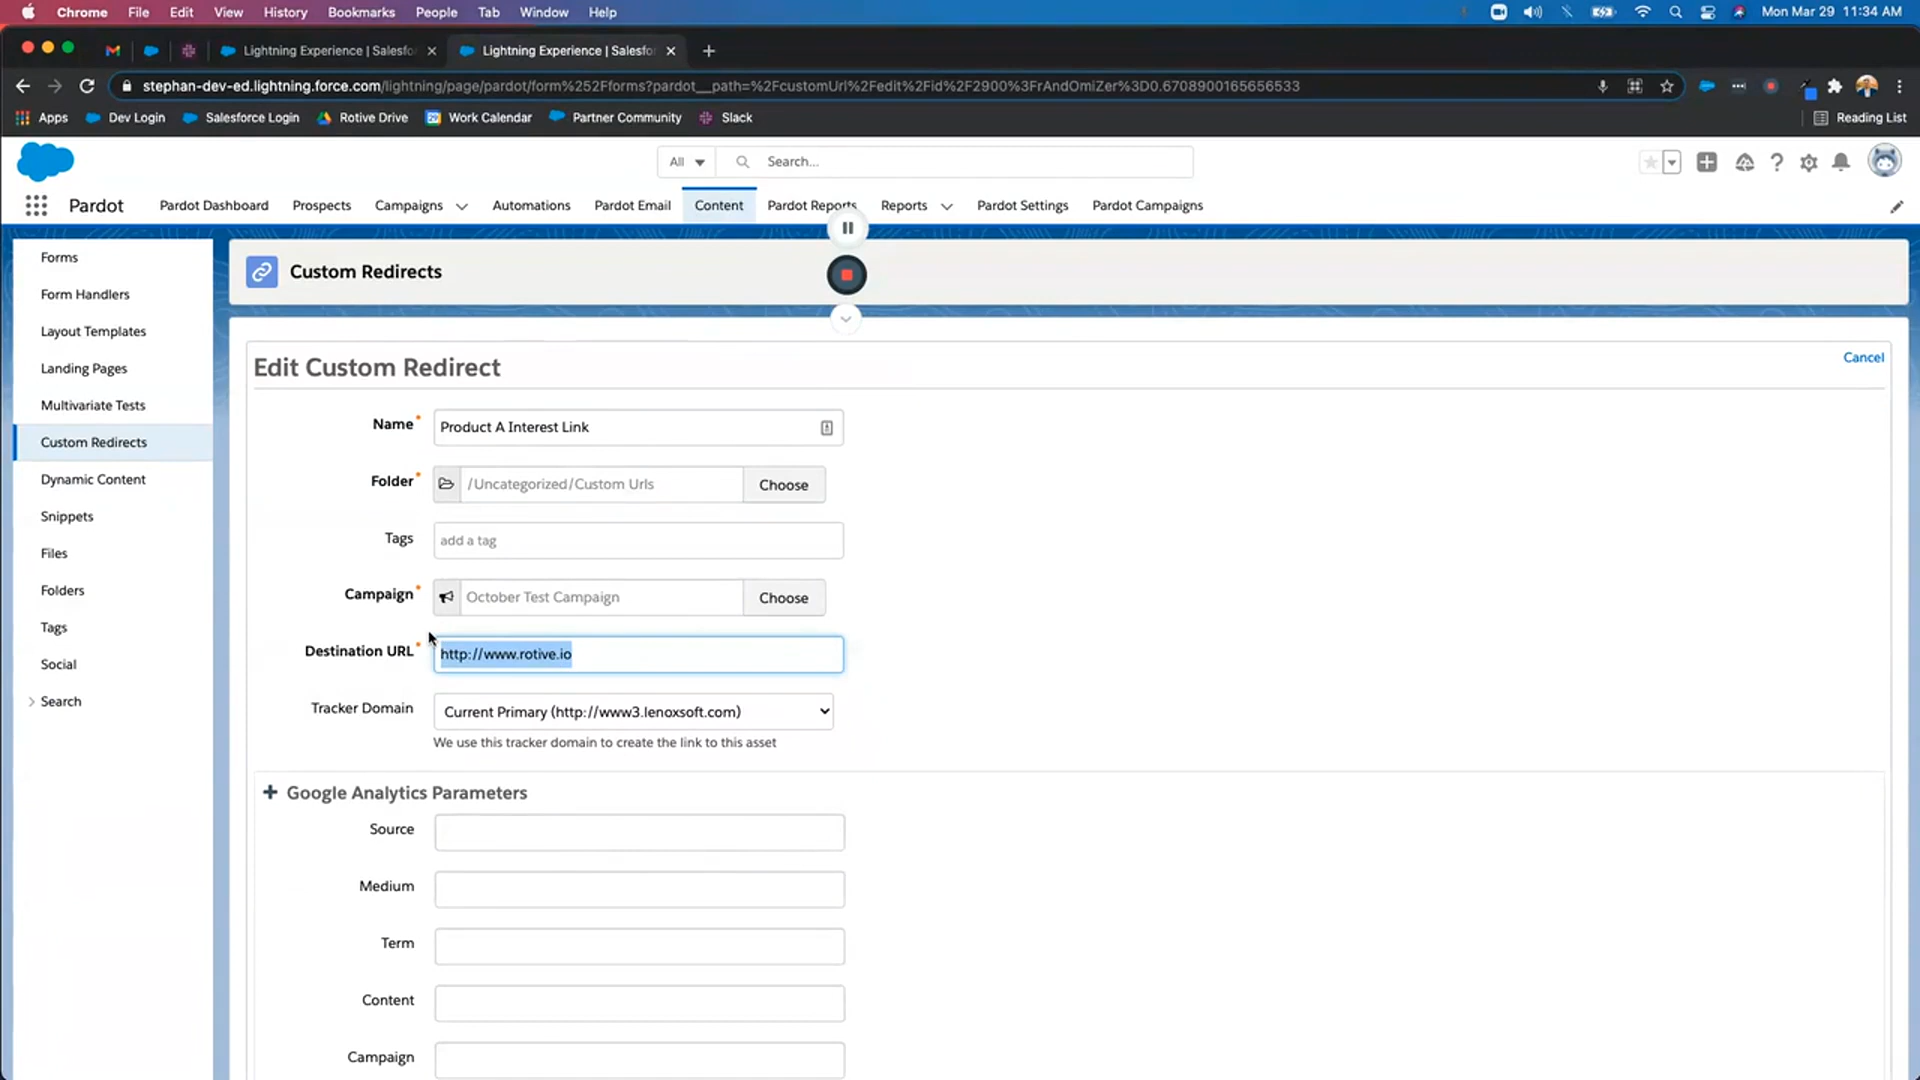 Chrome File Edit View History Bookmarks People Tab Window Help Mon Mar 29 11:34 AM
Lightning Experience | Salesfo Lightning Experience | Salesfor
stephan-dev-ed.lightning.force.com/lightning/page/pardot/form%252Fforms?pardot__path=%2FcustomUrl%2Fedit%2Fid%2F2900%3FrAndOmiZer%3D0.6708900165656533
Apps Dev Login Salesforce Login Rotive Drive Work Calendar Partner Community Slack Reading List
All Search...
Pardot Pardot Dashboard Prospects Campaigns Automations Pardot Email Content Pardot Reports Reports Pardot Settings Pardot Campaigns
Forms
Form Handlers
Layout Templates
Landing Pages
Multivariate Tests
Custom Redirects
Dynamic Content
Snippets
Files
Folders
Tags
Social
Search
Custom Redirects
Edit Custom Redirect
Cancel
Name* Product A Interest Link
Folder* /Uncategorized/Custom Urls Choose
Tags add a tag
Campaign* October Test Campaign Choose
Destination URL* http://www.rotive.io
Tracker Domain Current Primary (http://www3.lenoxsoft.com)
We use this tracker domain to create the link to this asset
Google Analytics Parameters
Source
Medium
Term
Content
Campaign